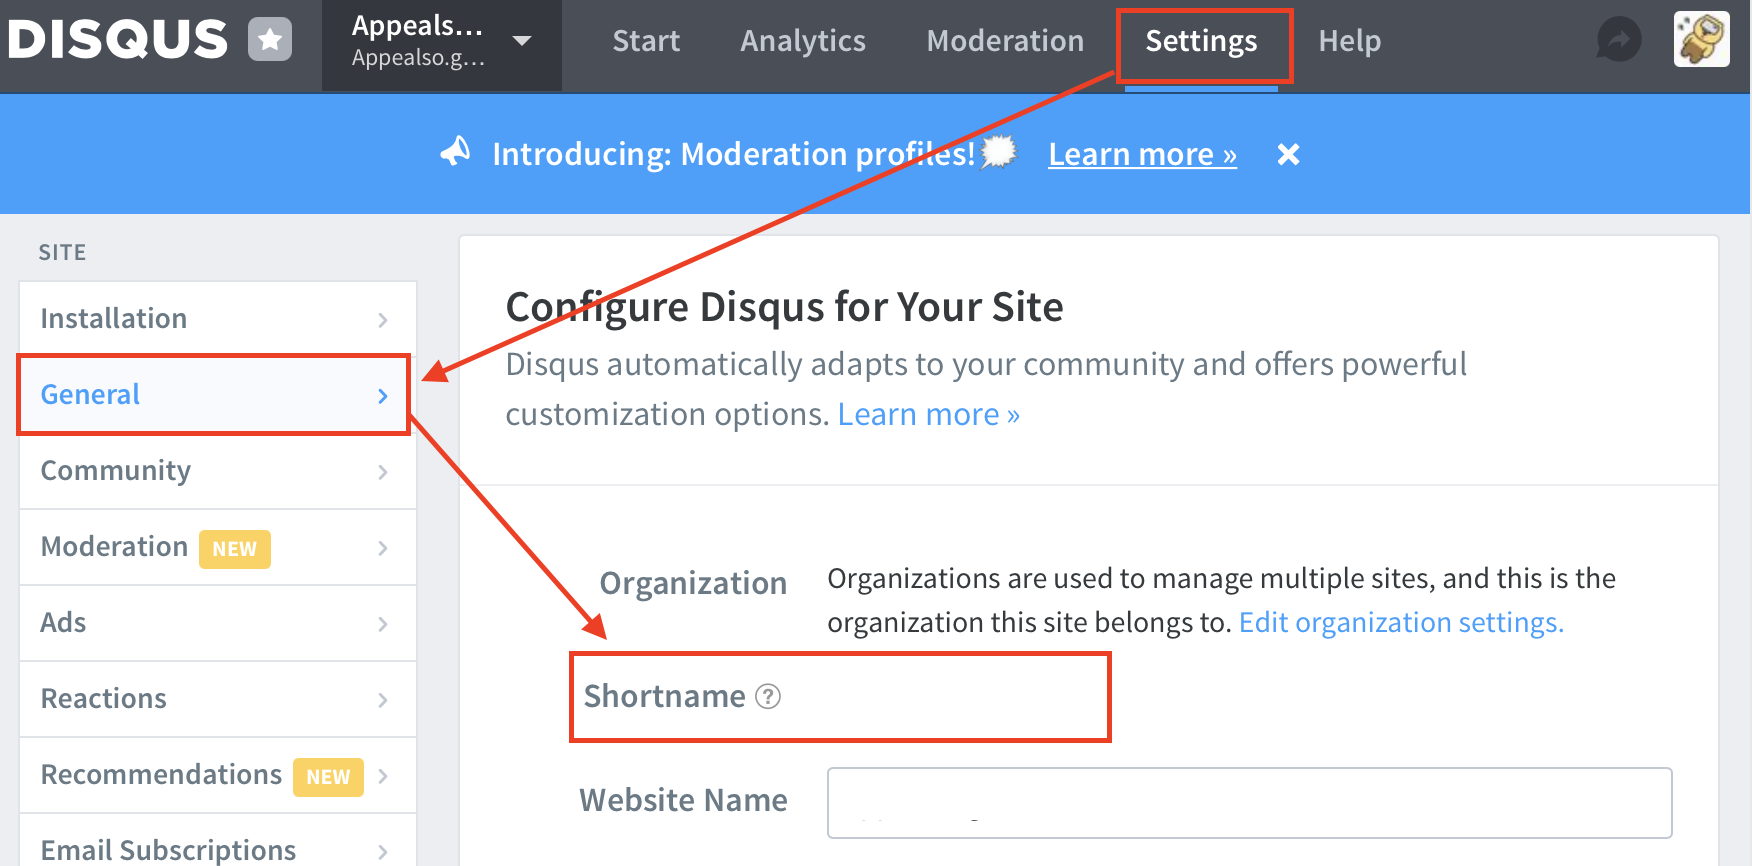 DISQUS
Appeals...
Appealso.g...
Start
Analytics
Moderation
Settings
Help
Introducing: Moderation profiles!
Learn more »
SITE
Installation
General
Community
Moderation NEW
Ads
Reactions
Recommendations NEW
Email Subscriptions
Configure Disqus for Your Site
Disqus automatically adapts to your community and offers powerful
customization options. Learn more »
Organization
Organizations are used to manage multiple sites, and this is the
organization this site belongs to. Edit organization settings.
Shortname ?
Website Name